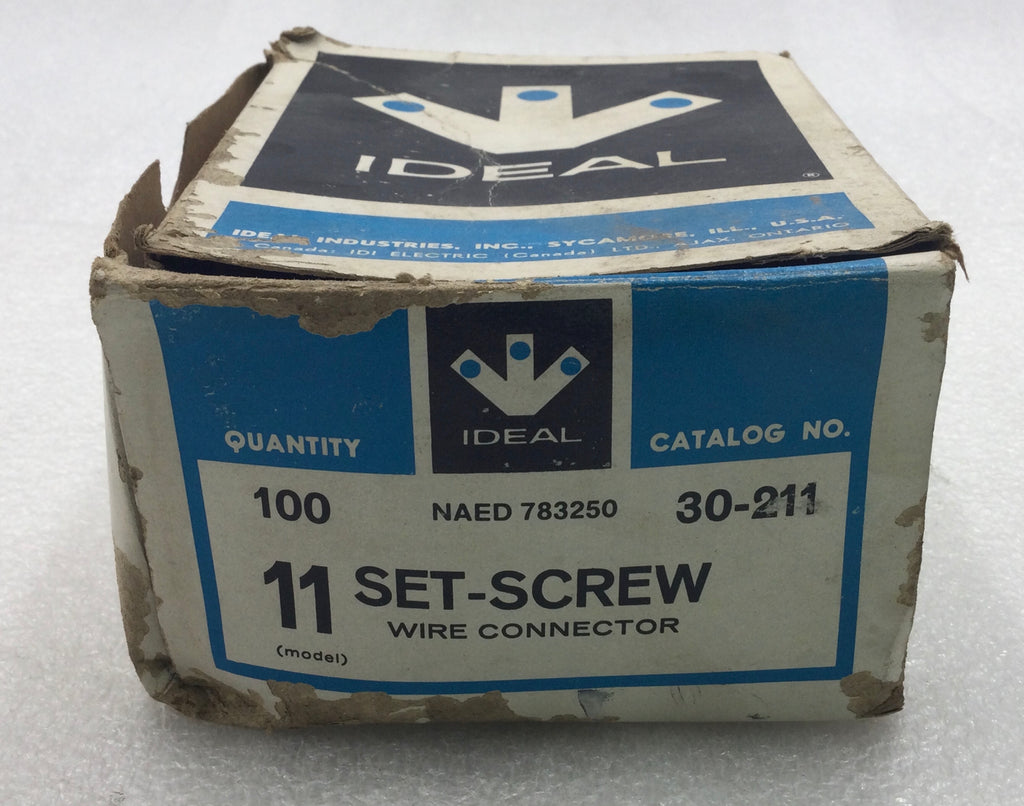 IDEAL
®
INDUSTRIES, INC., SYCAMORE, ILL., U.S.A.
Canada: IDI ELECTRIC (Canada) LTD., AJAX, ONTARIO
IDEAL
QUANTITY
CATALOG NO.
100
NAED 783250
30-211
11 SET-SCREW
WIRE CONNECTOR
(model)